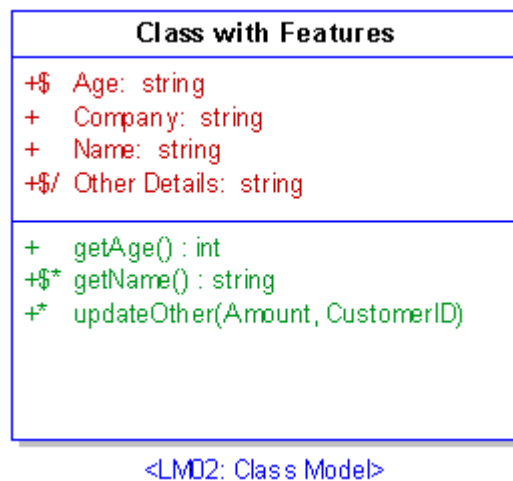 Class with Features
+$ Age: string
+ Company: string
+ Name: string
+$/ Other Details: string
+ getAge() : int
+$* getName() : string
+* updateOther(Amount, CustomerID)
<LM02: Class Model>